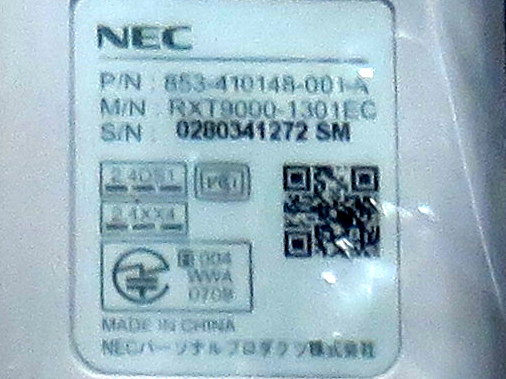 NEC
P/N : 853-410148-001-A
M/N : RXT9000-1301EC
S/N : 0280341272 SM
2.4DS1
2.4XX4
R 004
WWA
0709
MADE IN CHINA
NECパーソナルプロダクツ株式会社